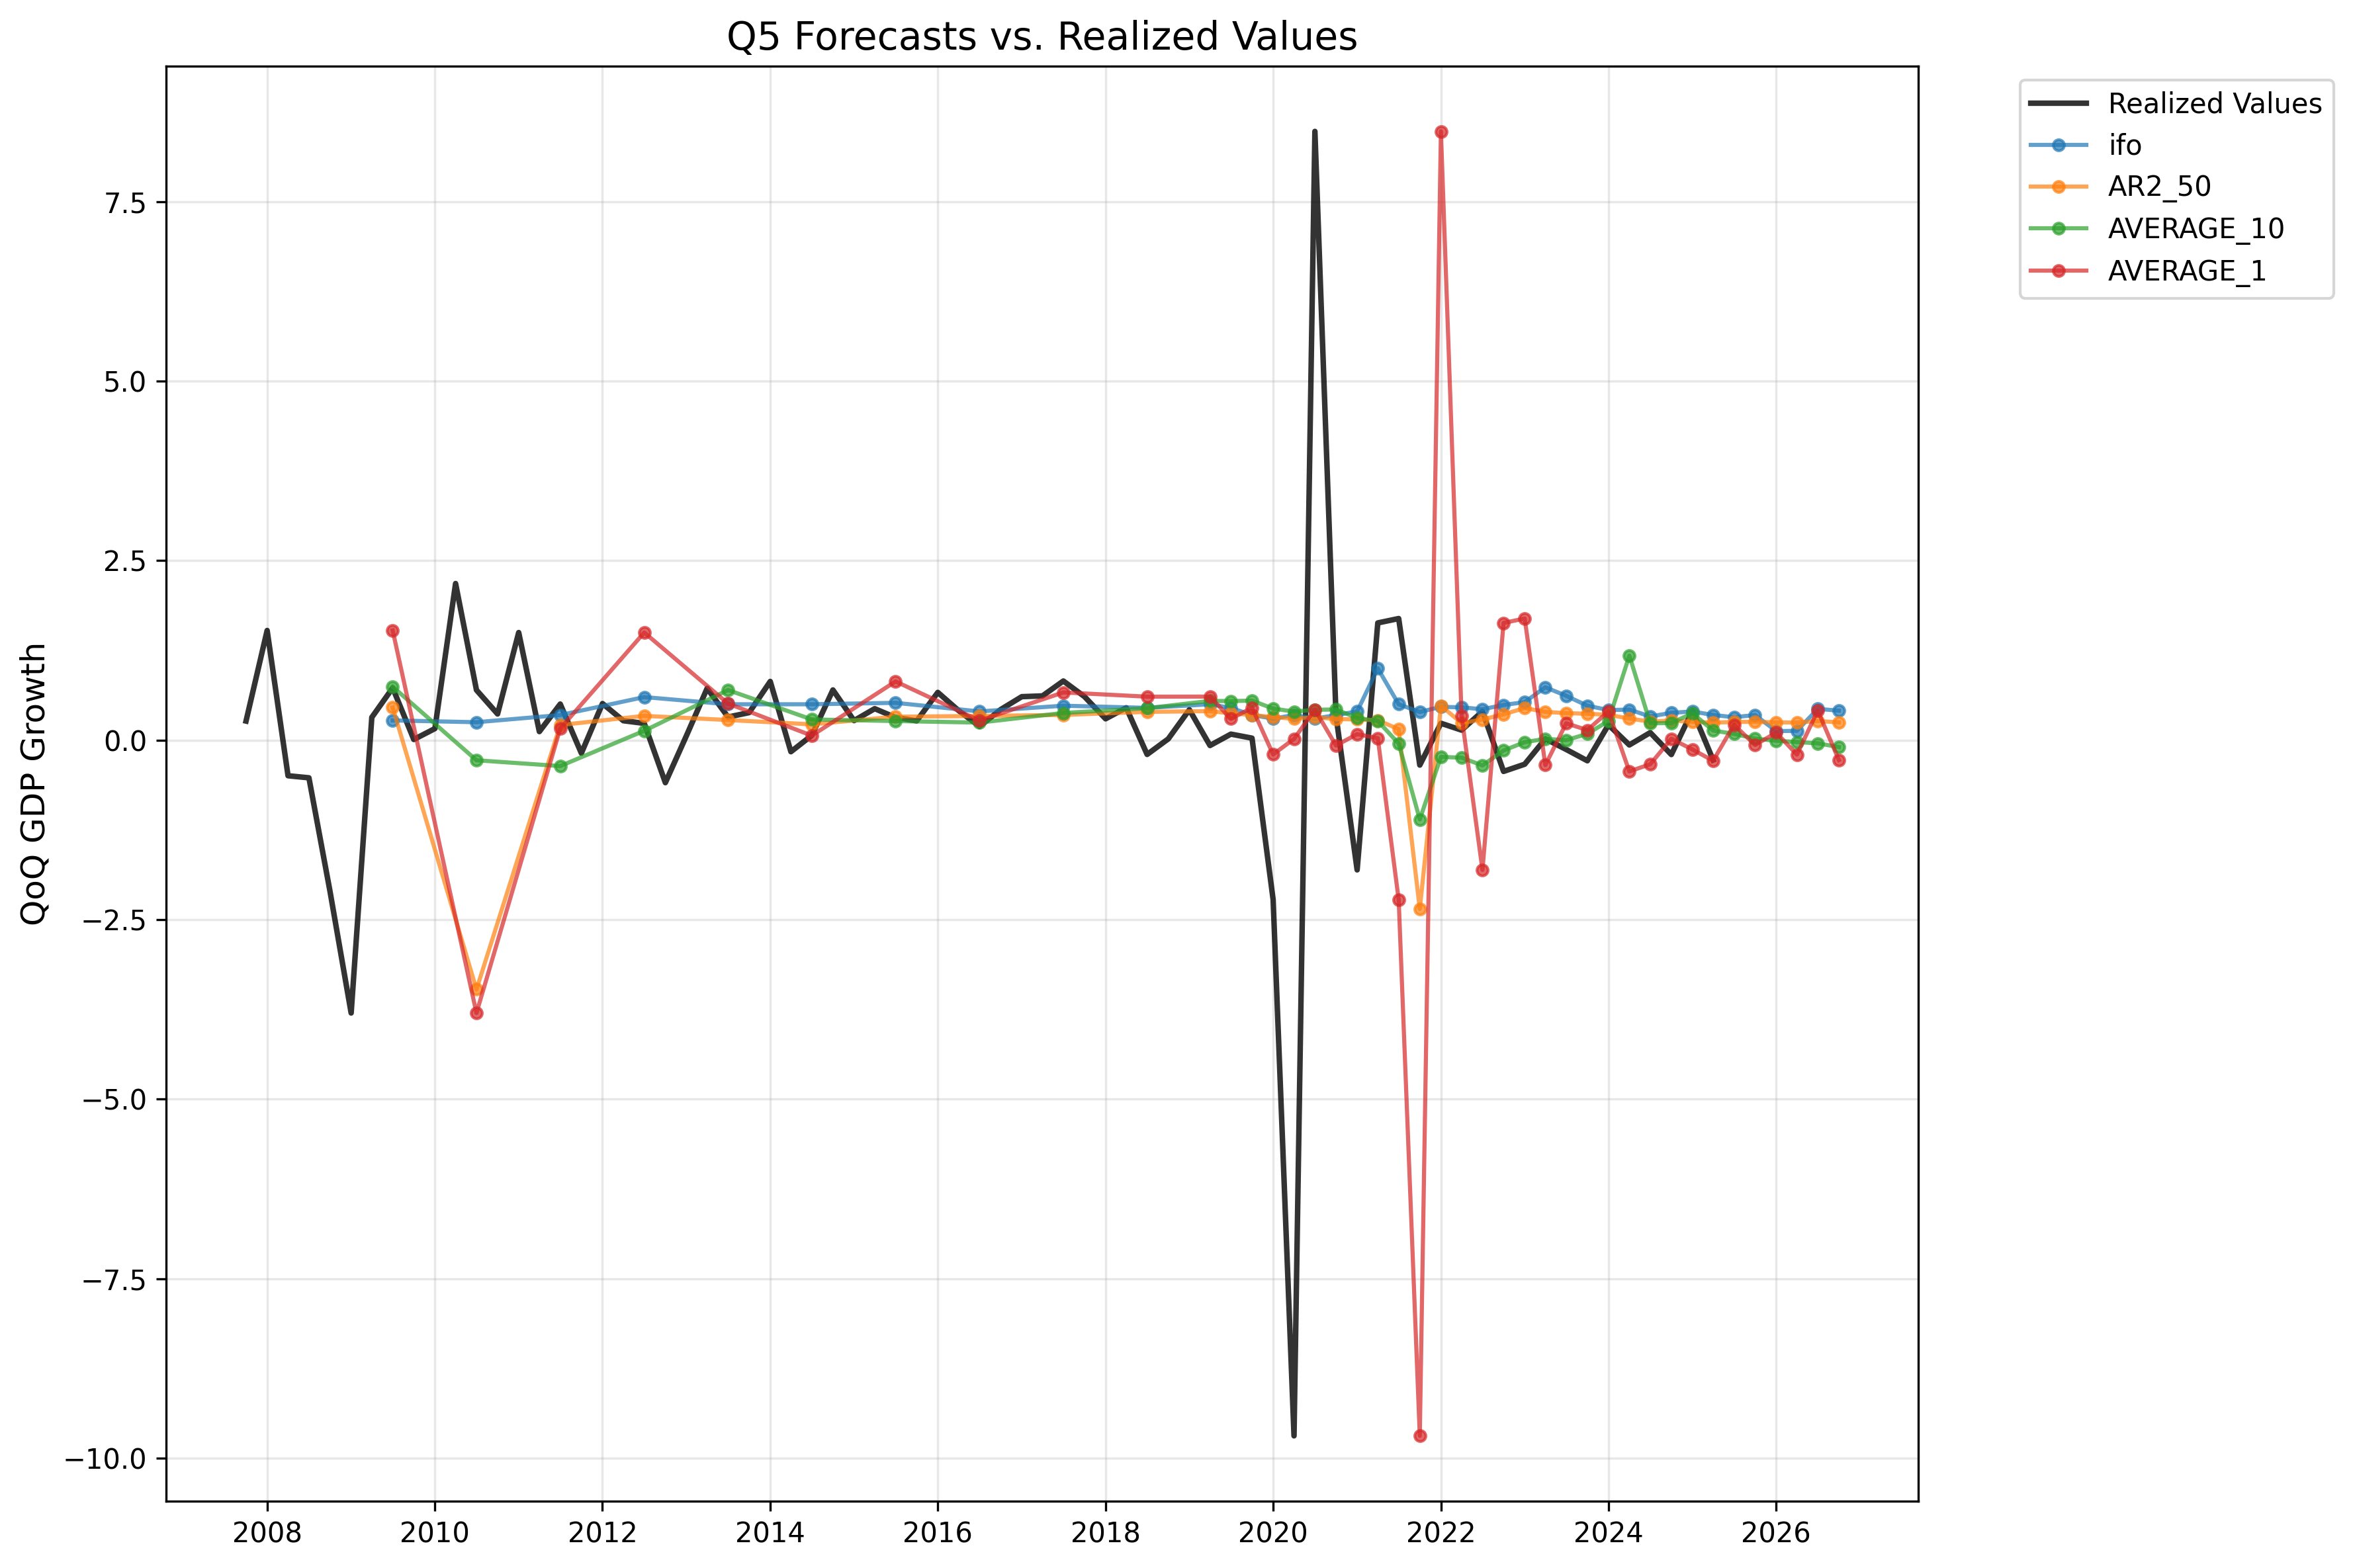 Q5 Forecasts vs. Realized Values
QoQ GDP Growth
7.5
5.0
2.5
0.0
−2.5
−5.0
−7.5
−10.0
2008
2010
2012
2014
2016
2018
2020
2022
2024
2026
Realized Values
ifo
AR2_50
AVERAGE_10
AVERAGE_1